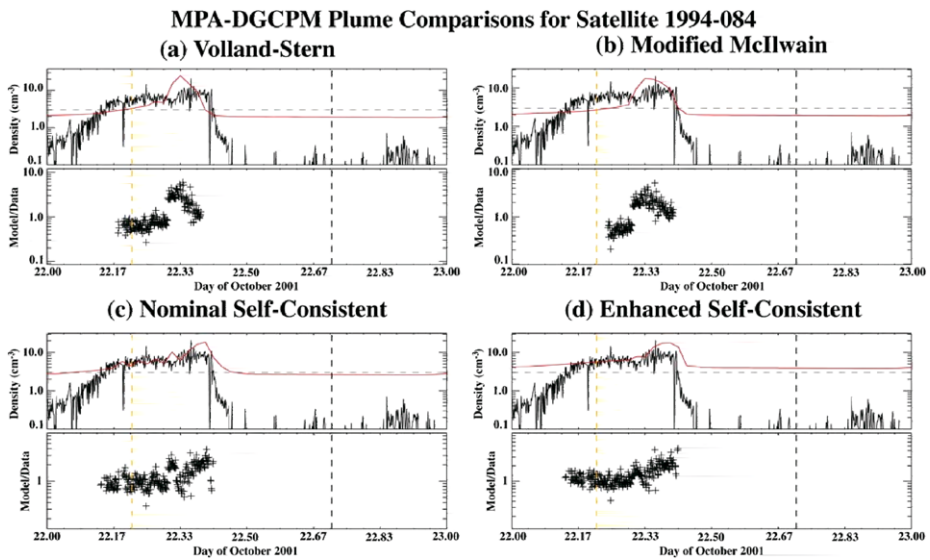 MPA-DGCPM Plume Comparisons for Satellite 1994-084
(a) Volland-Stern
Density (cm⁻³)
10.0
1.0
0.1
Model/Data
10.0
1.0
0.1
22.00 22.17 22.33 22.50 22.67 22.83 23.00
Day of October 2001
(b) Modified McIlwain
Density (cm⁻³)
10.0
1.0
0.1
Model/Data
10.0
1.0
0.1
22.00 22.17 22.33 22.50 22.67 22.83 23.00
Day of October 2001
(c) Nominal Self-Consistent
Density (cm⁻³)
10.0
1.0
0.1
Model/Data
1
22.00 22.17 22.33 22.50 22.67 22.83 23.00
Day of October 2001
(d) Enhanced Self-Consistent
Density (cm⁻³)
10.0
1.0
0.1
Model/Data
1
22.00 22.17 22.33 22.50 22.67 22.83 23.00
Day of October 2001